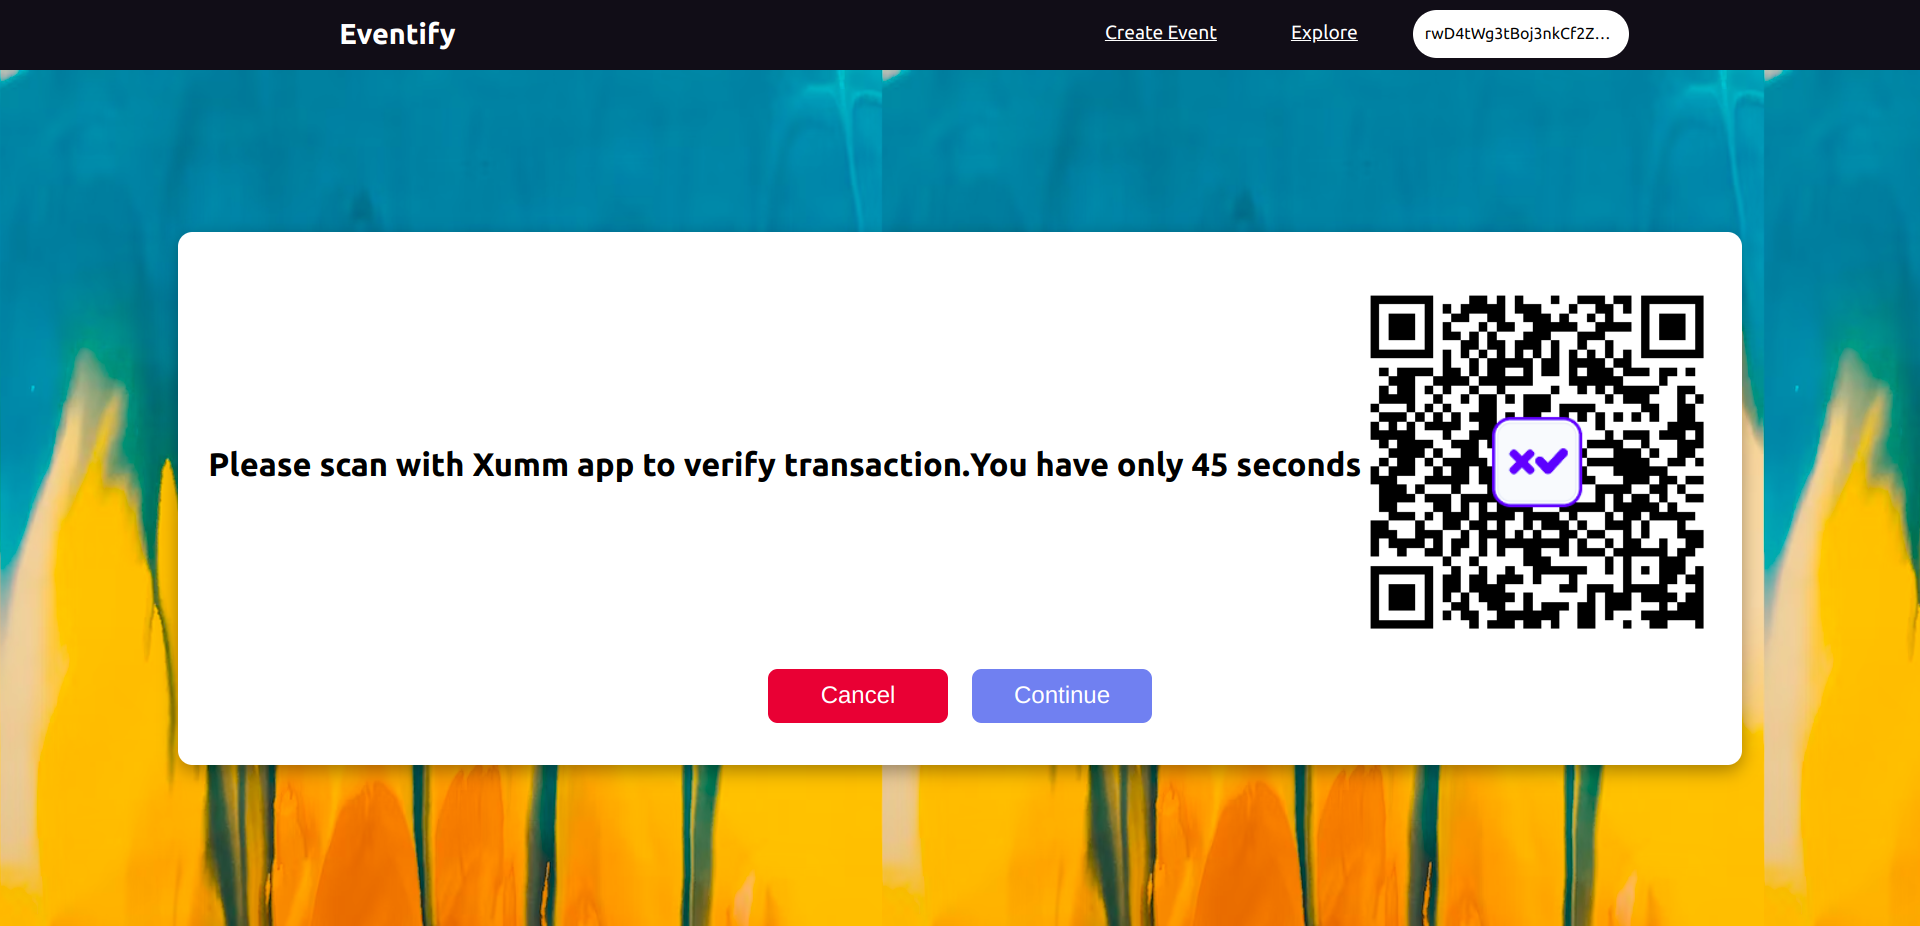 Eventify
Create Event
Explore
rwD4tWg3tBoj3nkCf2Z...
Please scan with Xumm app to verify transaction.You have only 45 seconds
Cancel
Continue